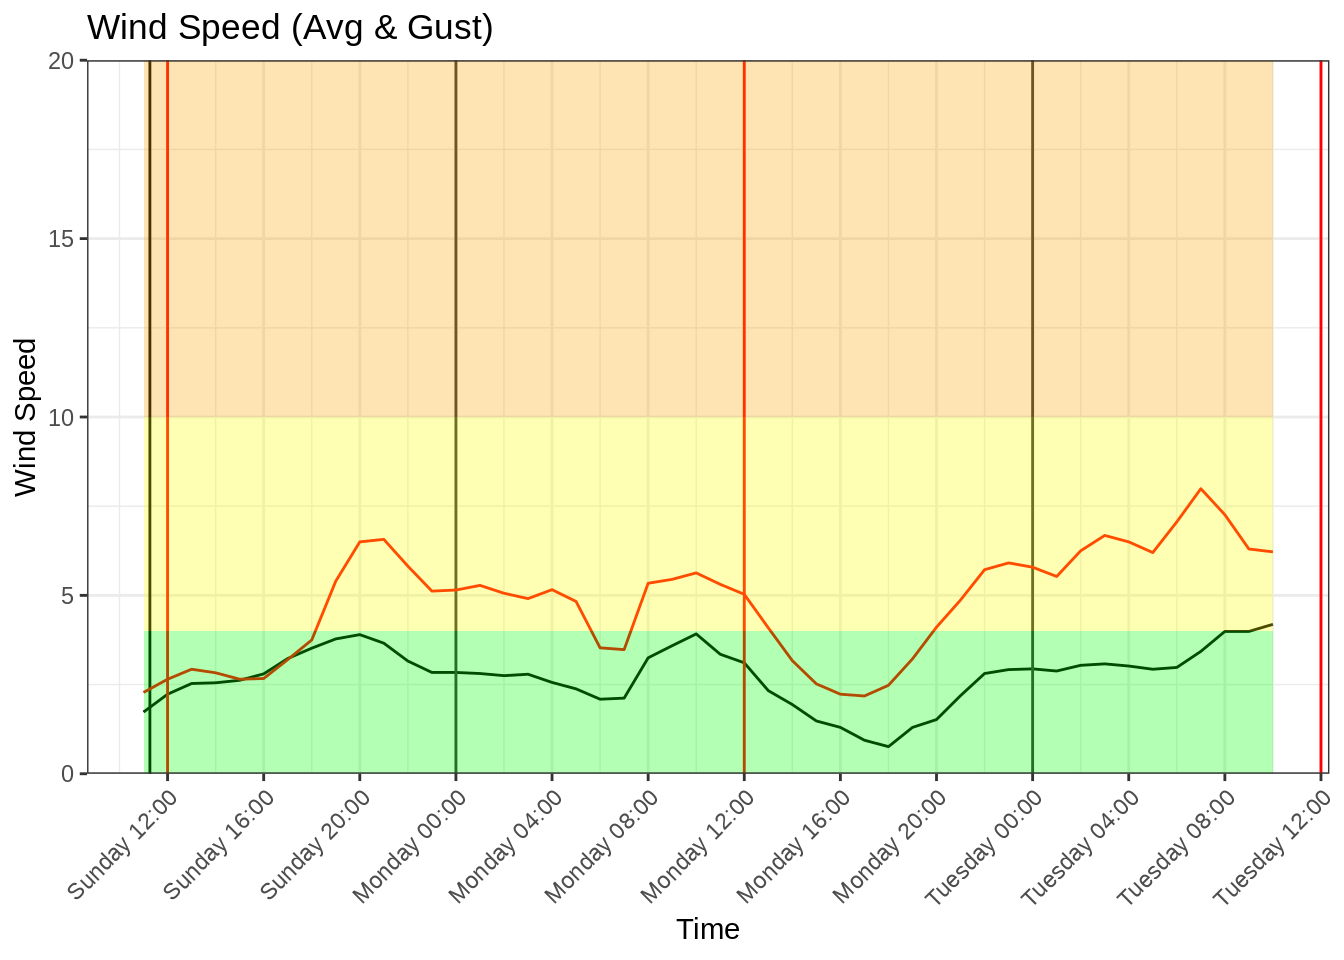 Wind Speed (Avg & Gust)
20
15
10
5
0
Wind Speed
Sunday 12:00
Sunday 16:00
Sunday 20:00
Monday 00:00
Monday 04:00
Monday 08:00
Monday 12:00
Monday 16:00
Monday 20:00
Tuesday 00:00
Tuesday 04:00
Tuesday 08:00
Tuesday 12:00
Time